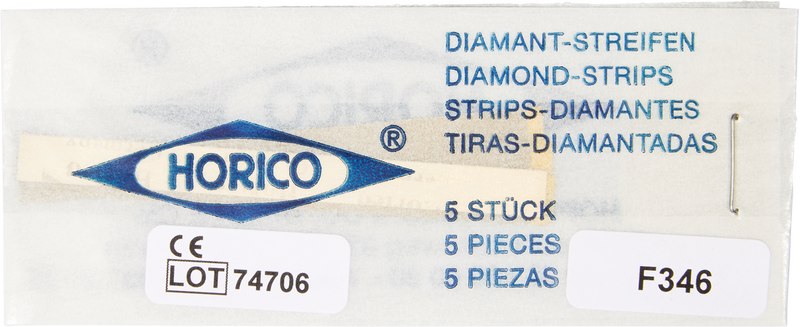 DIAMANT-STREIFEN
DIAMOND-STRIPS
STRIPS-DIAMANTES
TIRAS-DIAMANTADAS
HORICO ®
5 STÜCK
5 PIECES
5 PIEZAS
CE
LOT 74706
F346